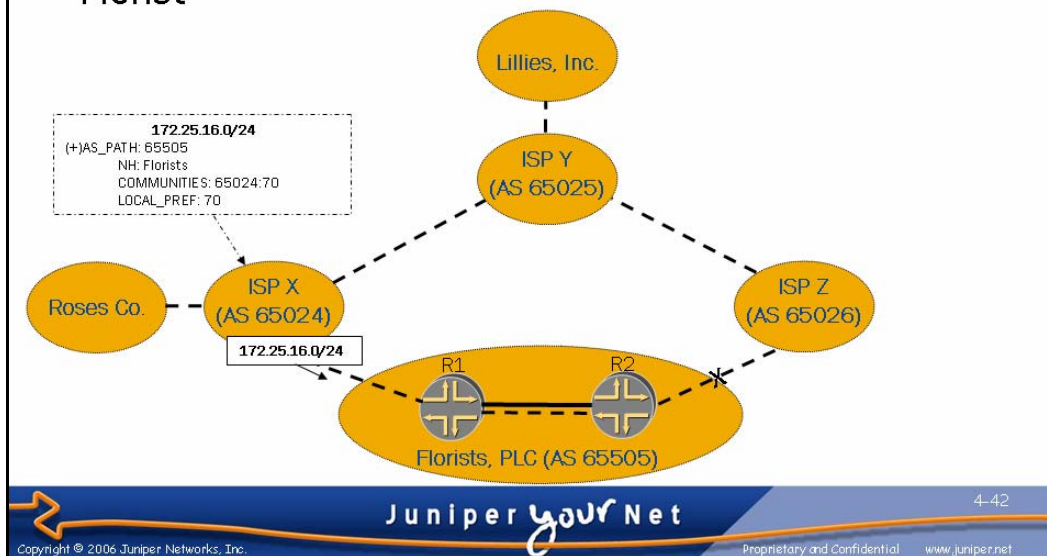 Florist
Lillies, Inc.
172.25.16.0/24
(+)AS_PATH: 65505
NH: Florists
COMMUNITIES: 65024:70
LOCAL_PREF: 70
ISP Y
(AS 65025)
Roses Co.
ISP X
(AS 65024)
ISP Z
(AS 65026)
172.25.16.0/24
R1
R2
X
Florists, PLC (AS 65505)
Juniper your Net
4-42
Copyright © 2006 Juniper Networks, Inc.
Proprietary and Confidential
www.juniper.net